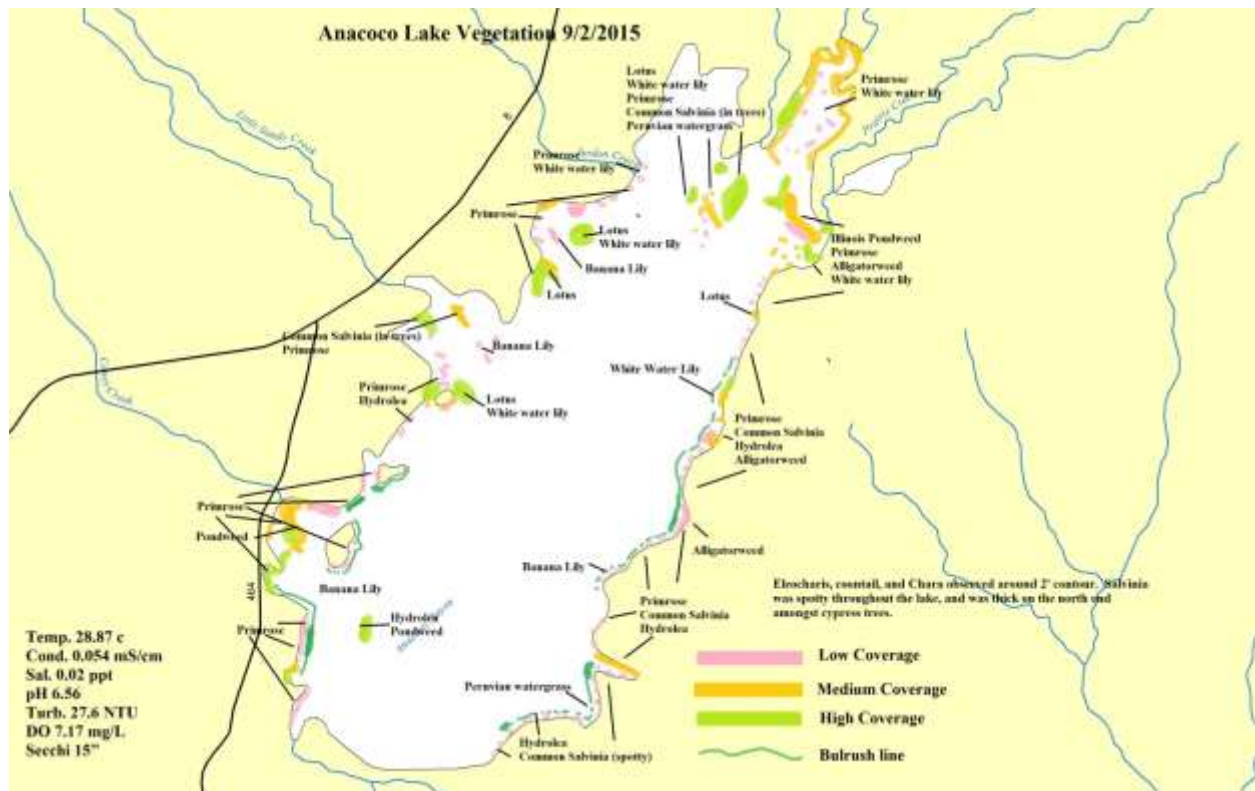 Anacoco Lake Vegetation 9/2/2015
Lotus
White water lily
Primrose
Common Salvinia (in trees)
Peruvian watergrass
Primrose
White water lily
Prairie Creek
Little Sandy Creek
Primrose
White water lily
Primrose
Lotus
White water lily
Banana Lily
Lotus
Illinois Pondweed
Primrose
Alligatorweed
White water lily
Lotus
Common Salvinia (in trees)
Primrose
Banana Lily
White Water Lily
Primrose
Hydrolea
Lotus
White water lily
Primrose
Common Salvinia
Hydrolea
Alligatorweed
Creek
Primrose
Pondweed
Alligatorweed
Banana Lily
Banana Lily
464
Eleocharis, coontail, and Chara observed around 2' contour. Salvinia
was spotty throughout the lake, and was thick on the north end
amongst cypress trees.
Primrose
Common Salvinia
Hydrolea
Hydrolea
Pondweed
Primrose
Temp. 28.87 c
Cond. 0.054 mS/cm
Sal. 0.02 ppt
pH 6.56
Turb. 27.6 NTU
DO 7.17 mg/L
Secchi 15"
Low Coverage
Medium Coverage
High Coverage
Bulrush line
Peruvian watergrass
Hydrolea
Common Salvinia (spotty)